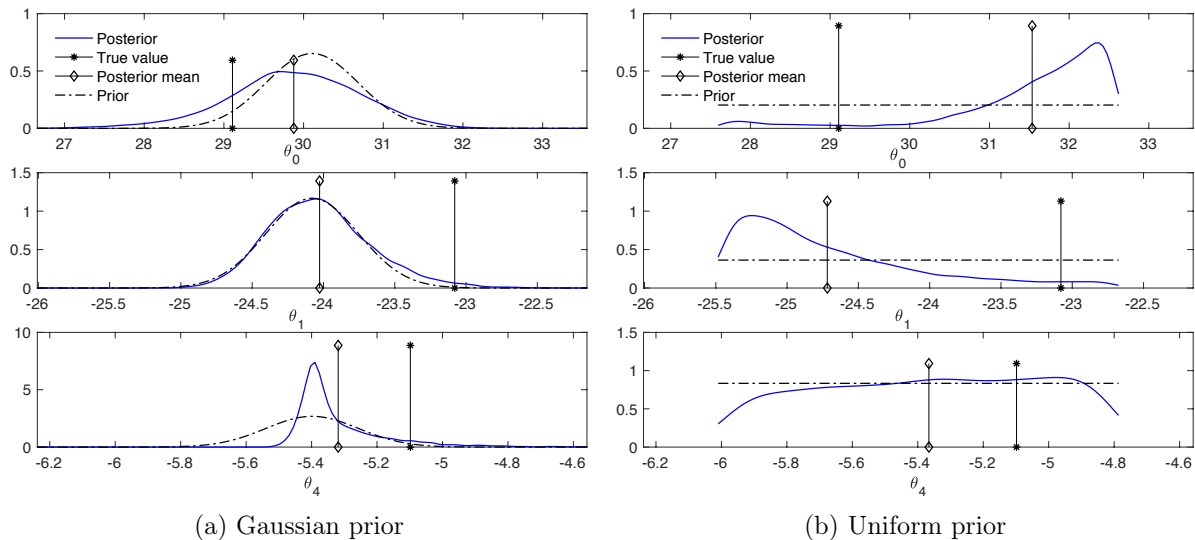 1
0.5
0
Posterior
True value
Posterior mean
Prior
27 28 29 30 31 32 33
θ0
1.5
1
0.5
0
-26 -25.5 -25 -24.5 -24 -23.5 -23 -22.5
θ1
10
5
0
-6.2 -6 -5.8 -5.6 -5.4 -5.2 -5 -4.8 -4.6
θ4
(a) Gaussian prior
1
0.5
0
Posterior
True value
Posterior mean
Prior
27 28 29 30 31 32 33
θ0
1.5
1
0.5
0
-26 -25.5 -25 -24.5 -24 -23.5 -23 -22.5
θ1
1.5
1
0.5
0
-6.2 -6 -5.8 -5.6 -5.4 -5.2 -5 -4.8 -4.6
θ4
(b) Uniform prior